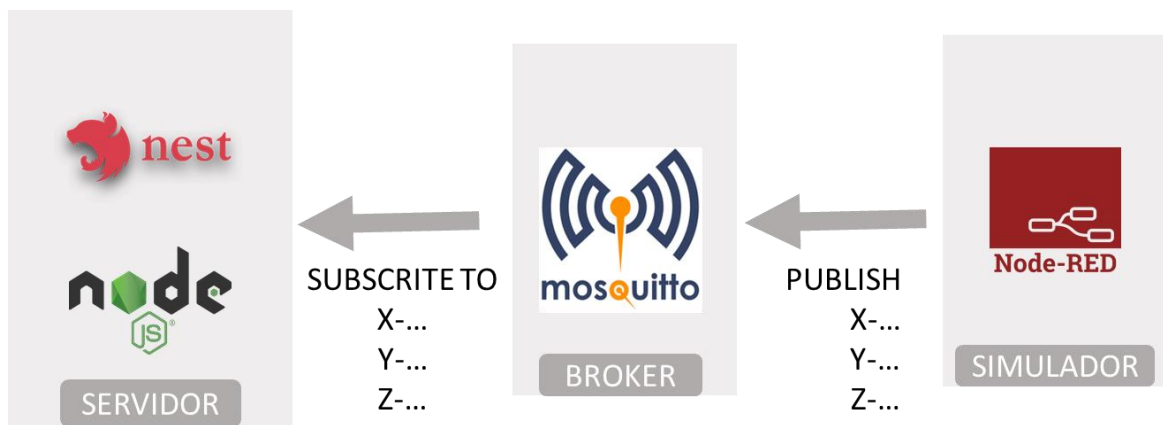 nest
node
JS®
SERVIDOR
SUBSCRITE TO
X-...
Y-...
Z-...
mosquitto
BROKER
PUBLISH
X-...
Y-...
Z-...
Node-RED
SIMULADOR